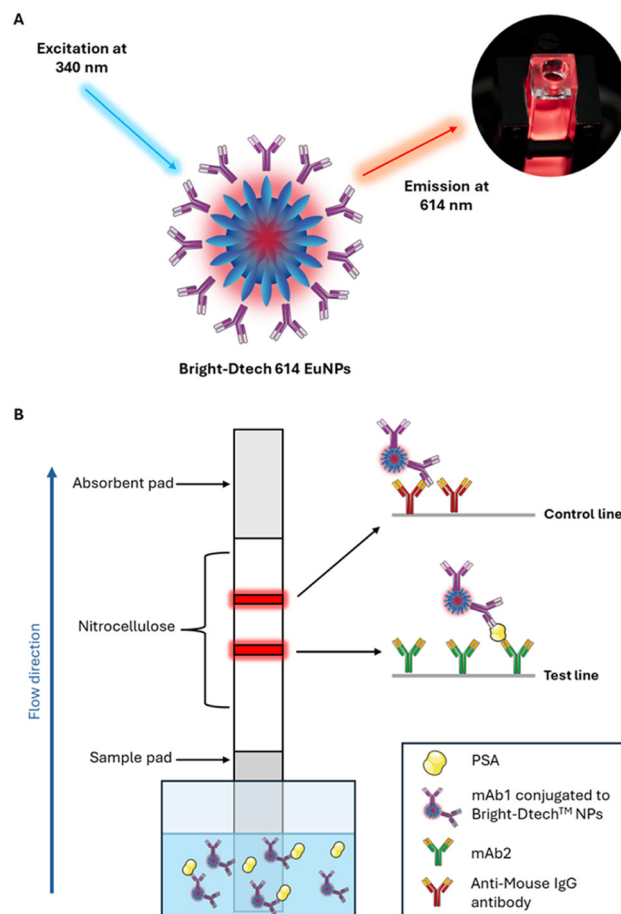 A
Excitation at
340 nm
Emission at
614 nm
Bright-Dtech 614 EuNPs
B
Absorbent pad
Control line
Nitrocellulose
Test line
Flow direction
Sample pad
PSA
mAb1 conjugated to
Bright-Dtech™ NPs
mAb2
Anti-Mouse IgG
antibody